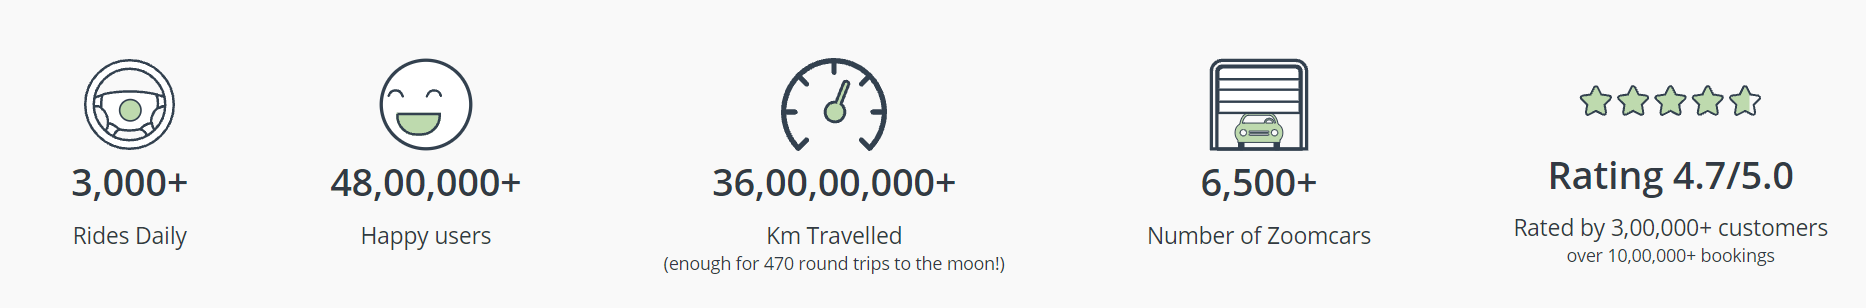 3,000+
Rides Daily
48,00,000+
Happy users
36,00,00,000+
Km Travelled
(enough for 470 round trips to the moon!)
6,500+
Number of Zoomcars
Rating 4.7/5.0
Rated by 3,00,000+ customers
over 10,00,000+ bookings